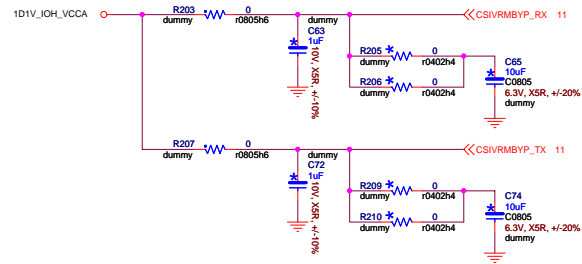 1D1V_IOH_VCCA
R203 0
dummy r0805h6
dummy
CSIVRMBYP_RX 11
C63
1uF
10V, X5R, +/-10%
R205 0
dummy r0402h4
R206 0
dummy r0402h4
C65
10uF
C0805
6.3V, X5R, +/-20%
dummy
R207 0
dummy r0805h6
dummy
CSIVRMBYP_TX 11
C72
1uF
10V, X5R, +/-10%
R209 0
dummy r0402h4
R210 0
dummy r0402h4
C74
10uF
C0805
6.3V, X5R, +/-20%
dummy